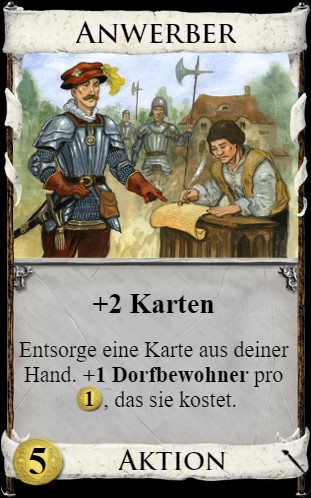 ANWERBER
+2 Karten
Entsorge eine Karte aus deiner
Hand. +1 Dorfbewohner pro
1, das sie kostet.
5 AKTION